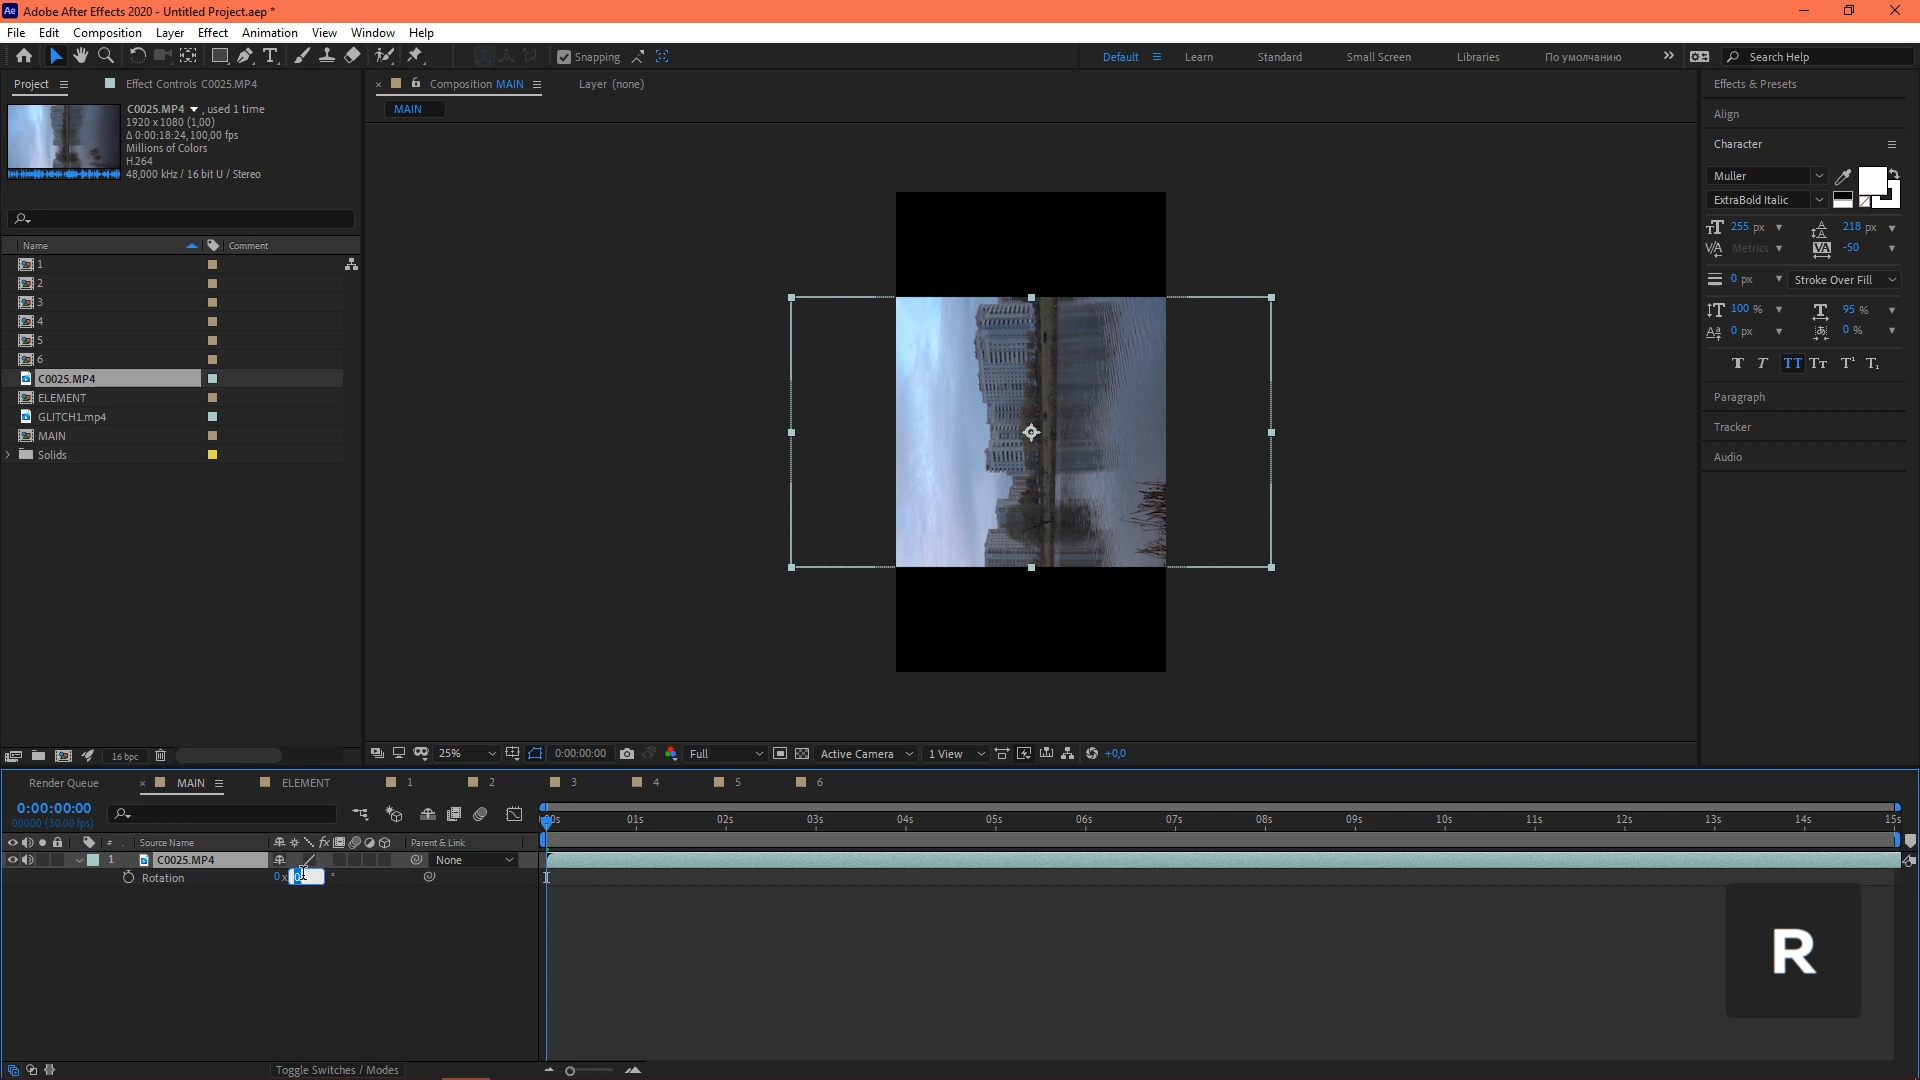 Ae Adobe After Effects 2020 - Untitled Project.aep *
File Edit Composition Layer Effect Animation View Window Help
Snapping
Default Learn Standard Small Screen Libraries По умолчанию Search Help
Project Effect Controls C0025.MP4
× Composition MAIN Layer (none)
MAIN
C0025.MP4 , used 1 time
1920 x 1080 (1,00)
Δ 0:00:18:24, 100,00 fps
Millions of Colors
H.264
48,000 kHz / 16 bit U / Stereo
Name Comment
1
2
3
4
5
6
C0025.MP4
ELEMENT
GLITCH1.mp4
MAIN
Solids
16 bpc
25% 0:00:00:00 Full Active Camera 1 View +0,0
Effects & Presets
Align
Character
Muller
ExtraBold Italic
255 px 218 px
Metrics -50
0 px Stroke Over Fill
100 % 95 %
0 px 0 %
T T TT Tт T¹ T₁
Paragraph
Tracker
Audio
Render Queue × MAIN ELEMENT 1 2 3 4 5 6
0:00:00:00
00000 (30.00 fps)
01s 02s 03s 04s 05s 06s 07s 08s 09s 10s 11s 12s 13s 14s 15s
# Source Name fx Parent & Link
1 C0025.MP4 None
Rotation 0 x 0 °
Toggle Switches / Modes
R